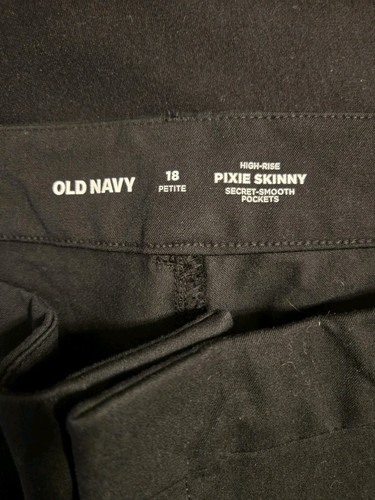 OLD NAVY
18
PETITE
HIGH-RISE
PIXIE SKINNY
SECRET-SMOOTH
POCKETS